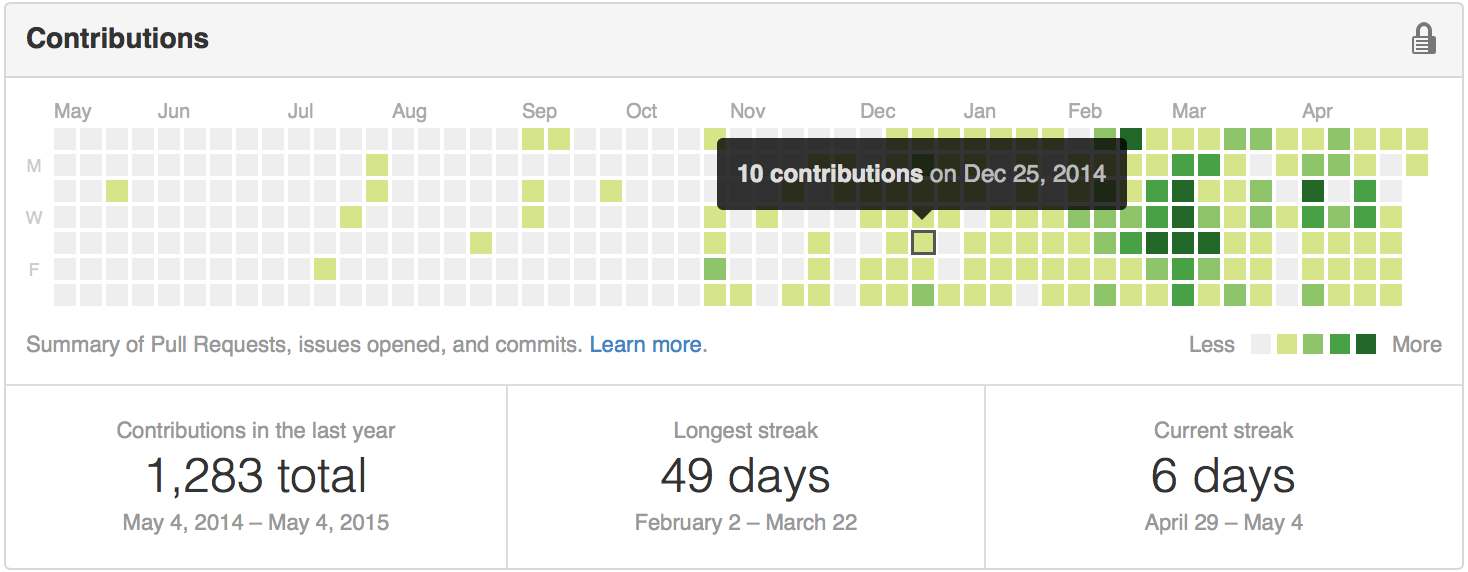 Contributions
May Jun Jul Aug Sep Oct Nov Dec Jan Feb Mar Apr
M
10 contributions on Dec 25, 2014
W
F
Summary of Pull Requests, issues opened, and commits. Learn more.
Less More
Contributions in the last year
1,283 total
May 4, 2014 – May 4, 2015
Longest streak
49 days
February 2 – March 22
Current streak
6 days
April 29 – May 4